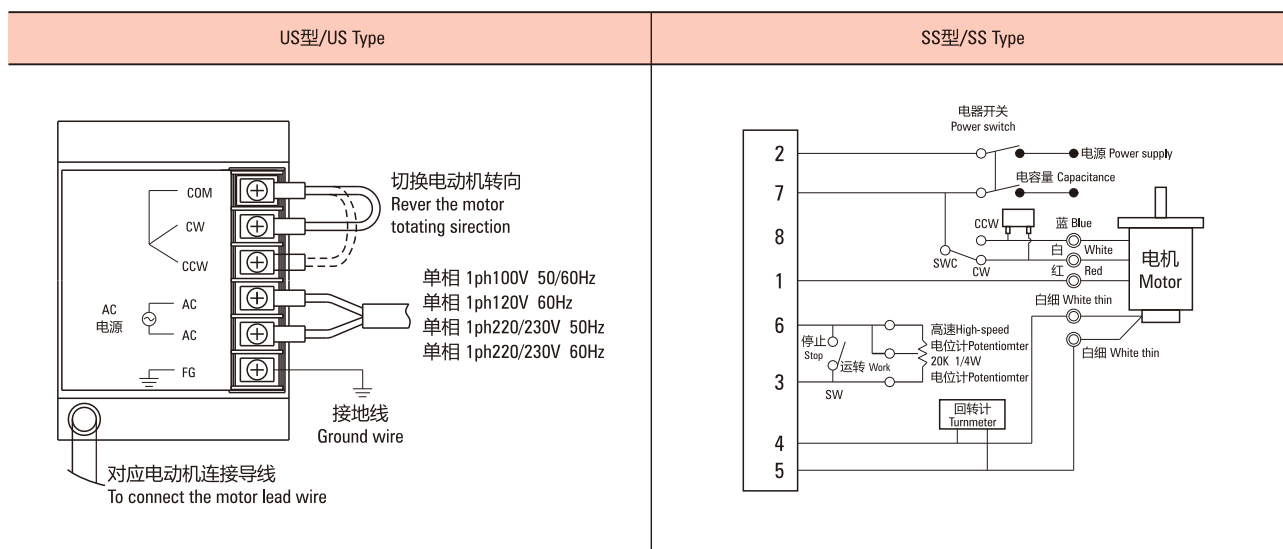 US型/US Type
COM
CW
CCW
AC
电源
AC
AC
FG
切换电动机转向
Rever the motor
totating sirection
单相 1ph100V 50/60Hz
单相 1ph120V 60Hz
单相 1ph220/230V 50Hz
单相 1ph220/230V 60Hz
接地线
Ground wire
对应电动机连接导线
To connect the motor lead wire
SS型/SS Type
电器开关
Power switch
2
电源 Power supply
电容量 Capacitance
7
CCW
蓝 Blue
8
白 White
SWC
CW
电机
Motor
红 Red
1
白细 White thin
6
高速High-speed
停止
Stop
电位计Potentiomter
运转 Work
20K 1/4W
电位计Potentiomter
白细 White thin
3
SW
回转计
Turnmeter
4
5